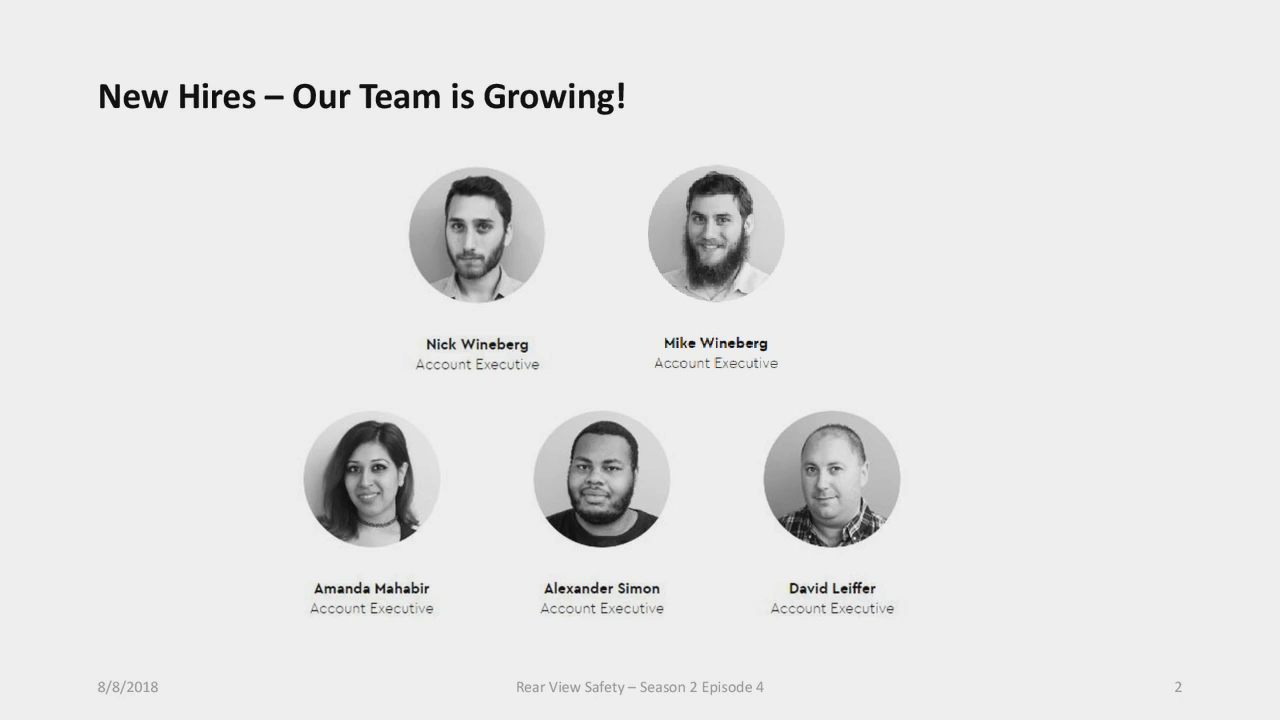 New Hires – Our Team is Growing!
Nick Wineberg
Account Executive
Mike Wineberg
Account Executive
Amanda Mahabir
Account Executive
Alexander Simon
Account Executive
David Leiffer
Account Executive
8/8/2018
Rear View Safety – Season 2 Episode 4
2